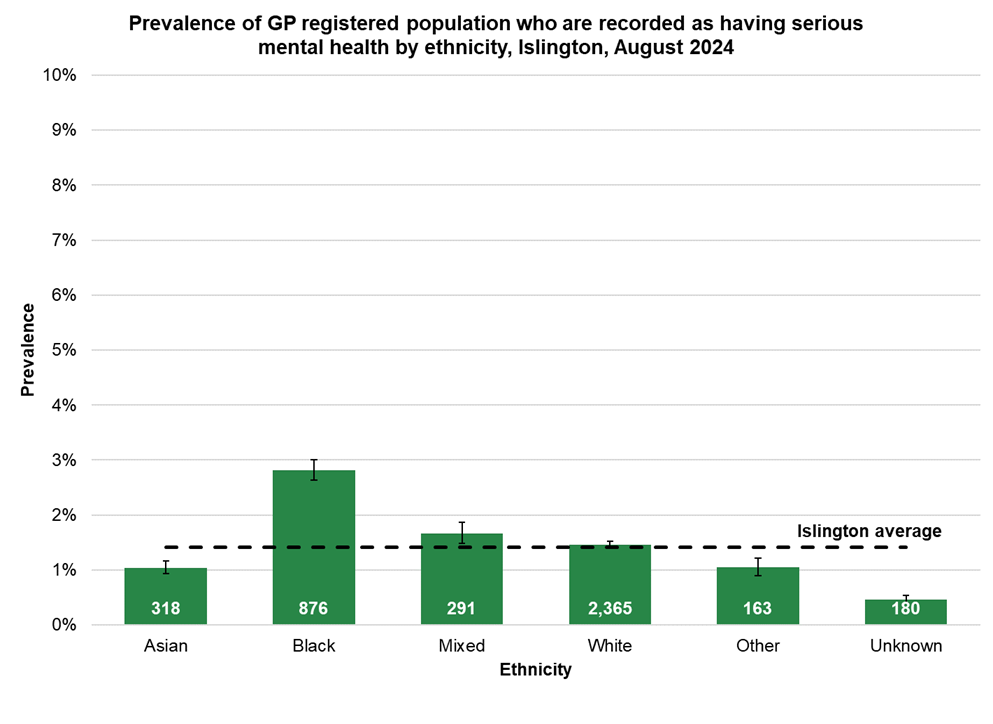 Prevalence of GP registered population who are recorded as having serious
mental health by ethnicity, Islington, August 2024
10%
9%
8%
7%
6%
5%
4%
3%
2%
1%
0%
Prevalence
Islington average
318
876
291
2,365
163
180
Asian
Black
Mixed
White
Other
Unknown
Ethnicity